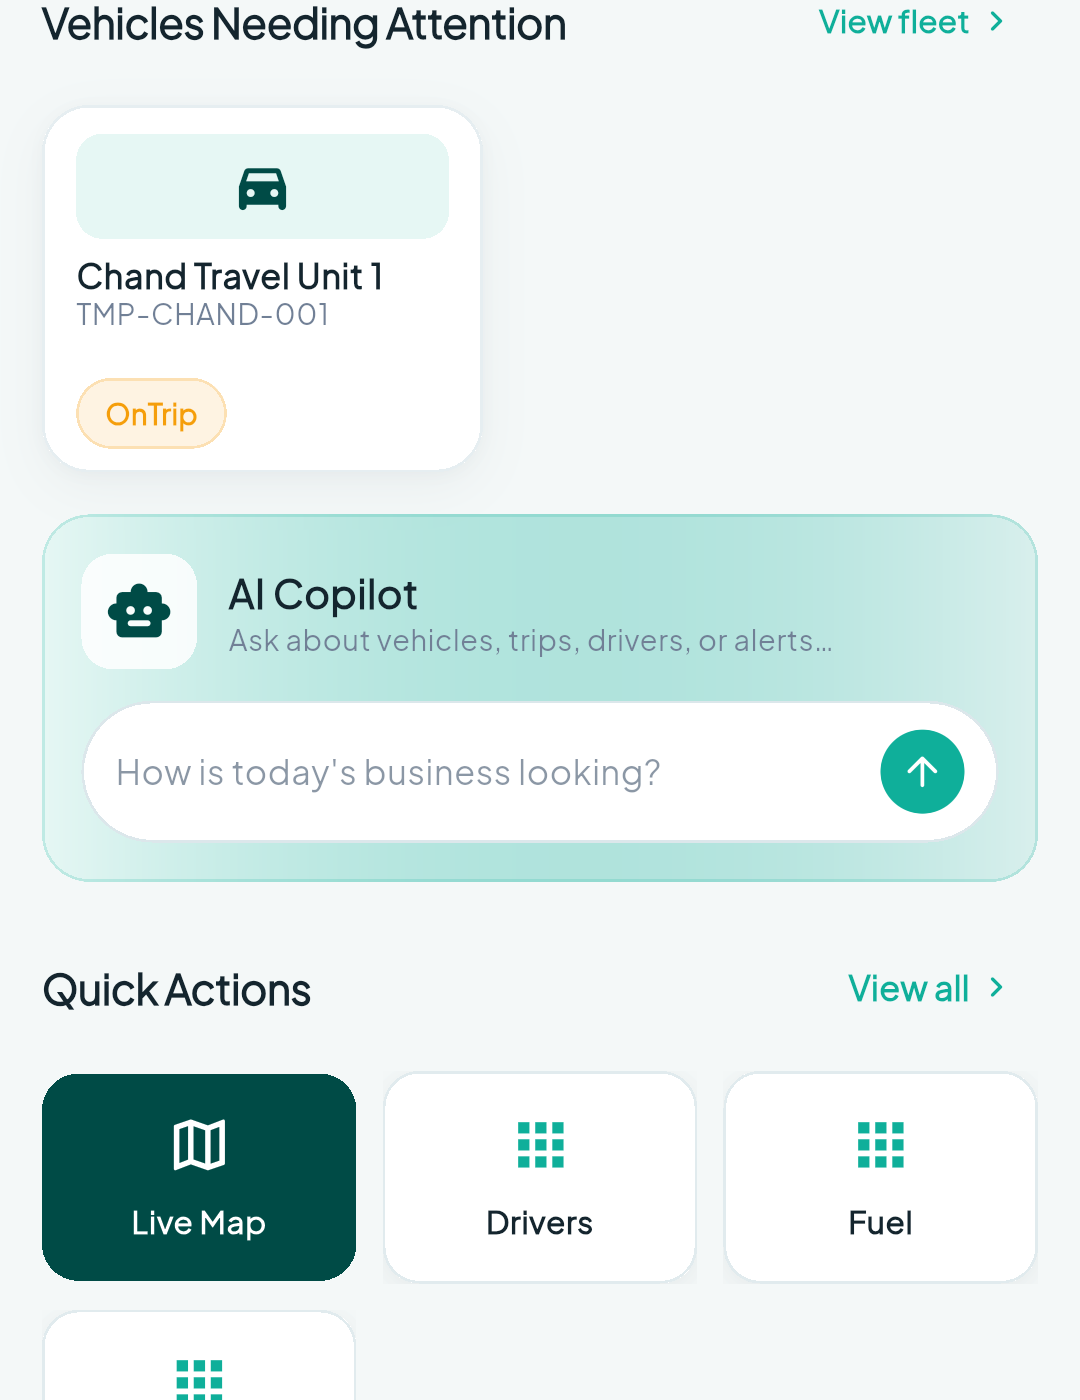 Vehicles Needing Attention
View fleet
Chand Travel Unit 1
TMP-CHAND-001
OnTrip
AI Copilot
Ask about vehicles, trips, drivers, or alerts...
How is today's business looking?
Quick Actions
View all
Live Map
Drivers
Fuel